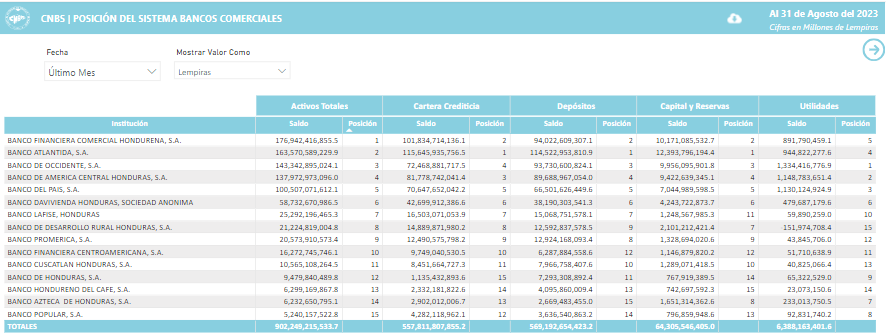 CNBS | POSICIÓN DEL SISTEMA BANCOS COMERCIALES
Al 31 de Agosto del 2023
Cifras en Millones de Lempiras
Fecha Mostrar Valor Como
Último Mes Lempiras
Activos Totales Cartera Crediticia Depósitos Capital y Reservas Utilidades
Institución Saldo Posición Saldo Posición Saldo Posición Saldo Posición Saldo Posición
BANCO FINANCIERA COMERCIAL HONDUREÑA, S.A. 176,942,416,855.5 1 101,834,714,136.1 2 94,022,609,307.1 2 10,171,085,532.7 2 891,790,459.1 5
BANCO ATLANTIDA, S.A. 163,570,589,229.9 2 115,645,935,756.5 1 114,522,953,810.9 1 12,393,796,194.4 1 944,822,277.6 4
BANCO DE OCCIDENTE, S.A. 143,342,895,024.1 3 72,468,881,717.5 4 93,730,600,824.1 3 9,956,095,901.8 3 1,334,416,776.9 1
BANCO DE AMERICA CENTRAL HONDURAS, S.A. 137,972,973,096.0 4 81,778,742,041.4 3 89,688,967,054.0 4 9,422,639,345.1 4 1,148,783,651.4 2
BANCO DEL PAIS, S.A. 100,507,071,612.1 5 70,647,652,042.2 5 66,501,626,449.6 5 7,044,989,598.5 5 1,130,124,924.9 3
BANCO DAVIVIENDA HONDURAS, SOCIEDAD ANONIMA 58,732,670,986.5 6 42,699,912,386.6 6 38,190,303,541.3 6 4,243,722,873.7 6 479,687,179.6 6
BANCO LAFISE, HONDURAS 25,292,196,465.3 7 16,503,071,053.9 7 15,068,751,578.1 7 1,248,567,985.3 11 59,890,259.0 10
BANCO DE DESARROLLO RURAL HONDURAS, S.A. 21,224,819,004.8 8 14,889,871,980.2 8 12,592,837,578.5 9 2,101,212,421.4 7 -151,974,708.4 15
BANCO PROMERICA, S.A. 20,573,910,573.4 9 12,490,575,798.2 9 12,924,168,093.4 8 1,328,694,020.6 9 43,845,706.0 12
BANCO FINANCIERA CENTROAMERICANA, S.A. 16,272,745,746.1 10 9,749,040,530.5 10 6,287,884,558.6 12 1,146,879,820.2 12 51,710,638.9 11
BANCO CUSCATLAN HONDURAS, S.A. 10,565,108,264.5 11 8,451,664,727.3 11 7,966,758,407.6 10 1,289,071,418.5 10 40,825,066.4 13
BANCO DE HONDURAS, S.A. 9,479,840,489.8 12 1,135,432,893.6 15 7,293,308,892.4 11 767,919,389.5 14 65,322,529.0 9
BANCO HONDURENO DEL CAFE, S.A. 6,299,169,867.8 13 2,332,181,822.6 14 4,095,860,009.4 13 742,697,592.3 15 23,073,150.6 14
BANCO AZTECA DE HONDURAS, S.A. 6,232,650,795.1 14 2,902,012,006.7 13 2,669,483,455.0 15 1,651,314,362.6 8 233,013,750.5 7
BANCO POPULAR, S.A. 5,240,157,522.8 15 4,282,118,962.1 12 3,636,540,863.2 14 796,859,948.6 13 92,831,740.2 8
TOTALES 902,249,215,533.7 557,811,807,855.2 569,192,654,423.2 64,305,546,405.0 6,388,163,401.6